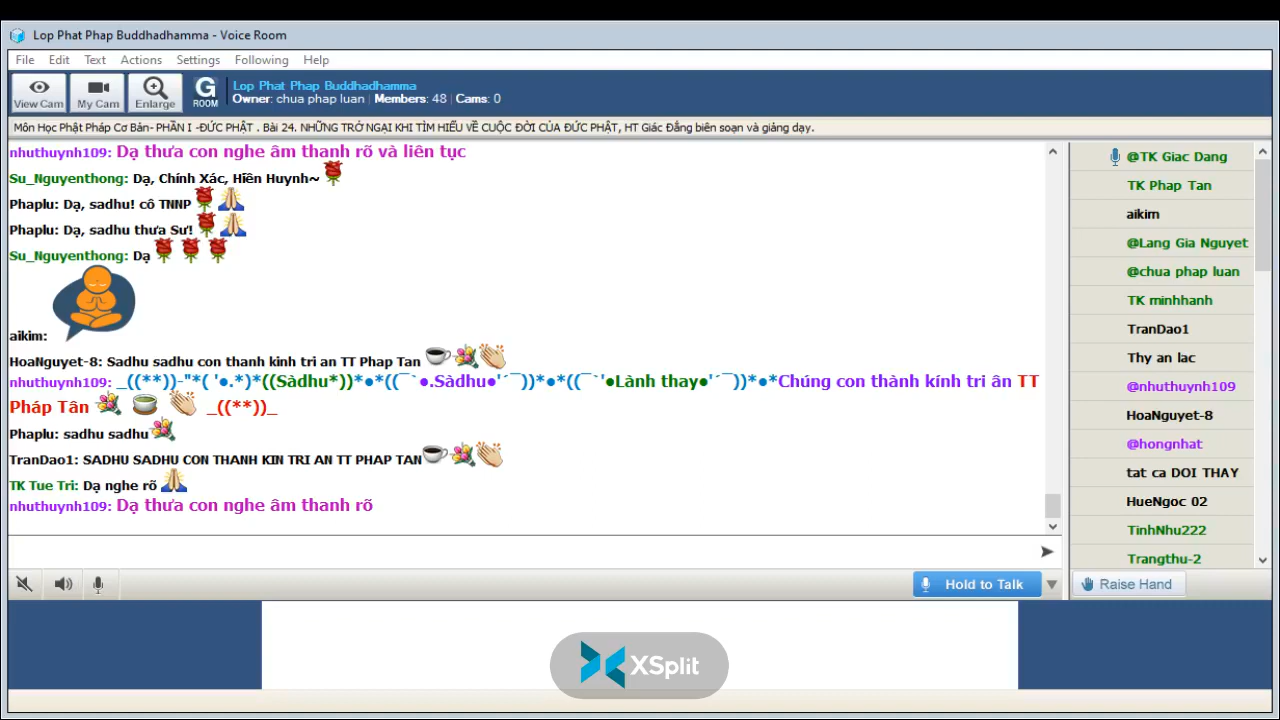 Lop Phat Phap Buddhadhamma - Voice Room
File Edit Text Actions Settings Following Help
View Cam
My Cam
Enlarge
G
ROOM
Lop Phat Phap Buddhadhamma
Owner: chua phap luan | Members: 48 | Cams: 0
Môn Học Phật Pháp Cơ Bản- PHẦN I -ĐỨC PHẬT . Bài 24. NHỮNG TRỞ NGẠI KHI TÌM HIỂU VỀ CUỘC ĐỜI CỦA ĐỨC PHẬT, HT Giác Đẳng biên soạn và giảng dạy.
nhuthuynh109: Dạ thưa con nghe âm thanh rõ và liên tục
Su_Nguyenthong: Dạ, Chính Xác, Hiền Huynh~ 🌹
Phaplu: Dạ, sadhu! cô TNNP 🌹🙏
Phaplu: Dạ, sadhu thưa Sư! 🌹🙏
Su_Nguyenthong: Dạ 🌹🌹🌹
aikim:
HoaNguyet-8: Sadhu sadhu con thanh kinh tri an TT Phap Tan ☕💐👏
nhuthuynh109: _((**))-"*( '●.*)*((Sàdhu*))*●*((¯`●.Sàdhu●'´¯))*●*((¯`'●Lành thay●'´¯))*●*Chúng con thành kính tri ân TT
Pháp Tân 💐 🍵 👏 _((**))_
Phaplu: sadhu sadhu 💐
TranDao1: SADHU SADHU CON THANH KIN TRI AN TT PHAP TAN ☕💐👏
TK Tue Tri: Dạ nghe rõ 🙏
nhuthuynh109: Dạ thưa con nghe âm thanh rõ
@TK Giac Dang
TK Phap Tan
aikim
@Lang Gia Nguyet
@chua phap luan
TK minhhanh
TranDao1
Thy an lac
@nhuthuynh109
HoaNguyet-8
@hongnhat
tat ca DOI THAY
HueNgoc 02
TinhNhu222
Trangthu-2
Hold to Talk
Raise Hand
XSplit